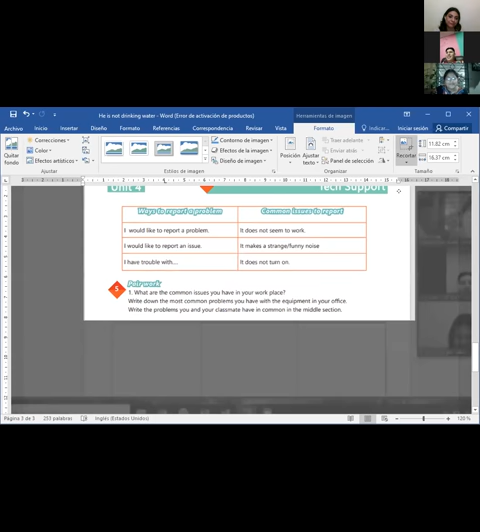 He is not drinking water - Word (Error de activación de productos)
Herramientas de imagen
Archivo Inicio Insertar Diseño Formato Referencias Correspondencia Revisar Vista Formato Indicar... Iniciar sesión Compartir
Quitar fondo
Correcciones
Color
Efectos artísticos
Ajustar
Estilos de imagen
Contorno de imagen
Efectos de la imagen
Diseño de imagen
Posición
Ajustar texto
Traer adelante
Enviar atrás
Panel de selección
Organizar
Recortar
11.82 cm
16.37 cm
Tamaño
Unit 4
Tech Support
Ways to report a problem Common issues to report
I would like to report a problem. It does not seem to work.
I would like to report an issue. It makes a strange/funny noise
I have trouble with.... It does not turn on.
5
Pair work
1. What are the common issues you have in your work place?
Write down the most common problems you have with the equipment in your office.
Write the problems you and your classmate have in common in the middle section.
Página 3 de 3 253 palabras Inglés (Estados Unidos)
120 %